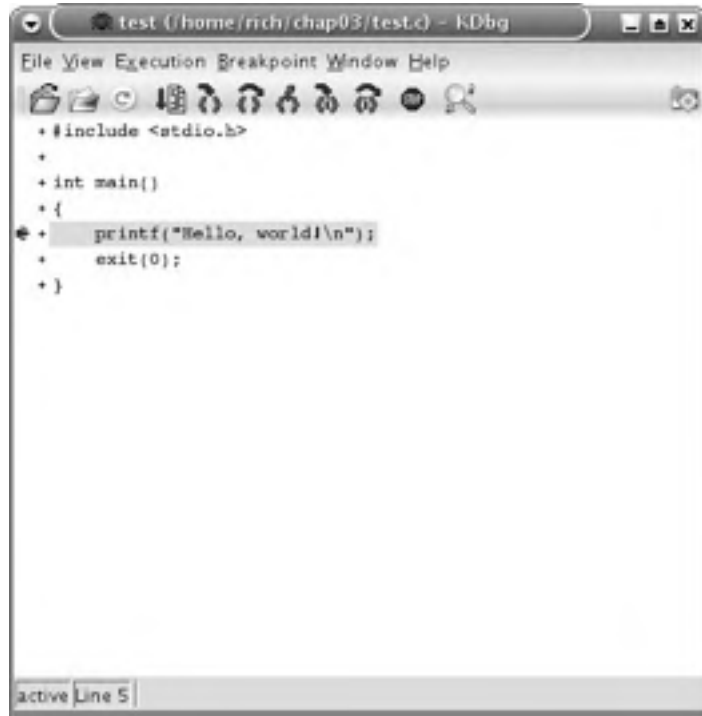 test (/home/rich/chap03/test.c) – KDbg
File View Execution Breakpoint Window Help
+ #include <stdio.h>
+
+ int main()
+ {
+ printf("Hello, world!\n");
+ exit(0);
+ }
active Line 5